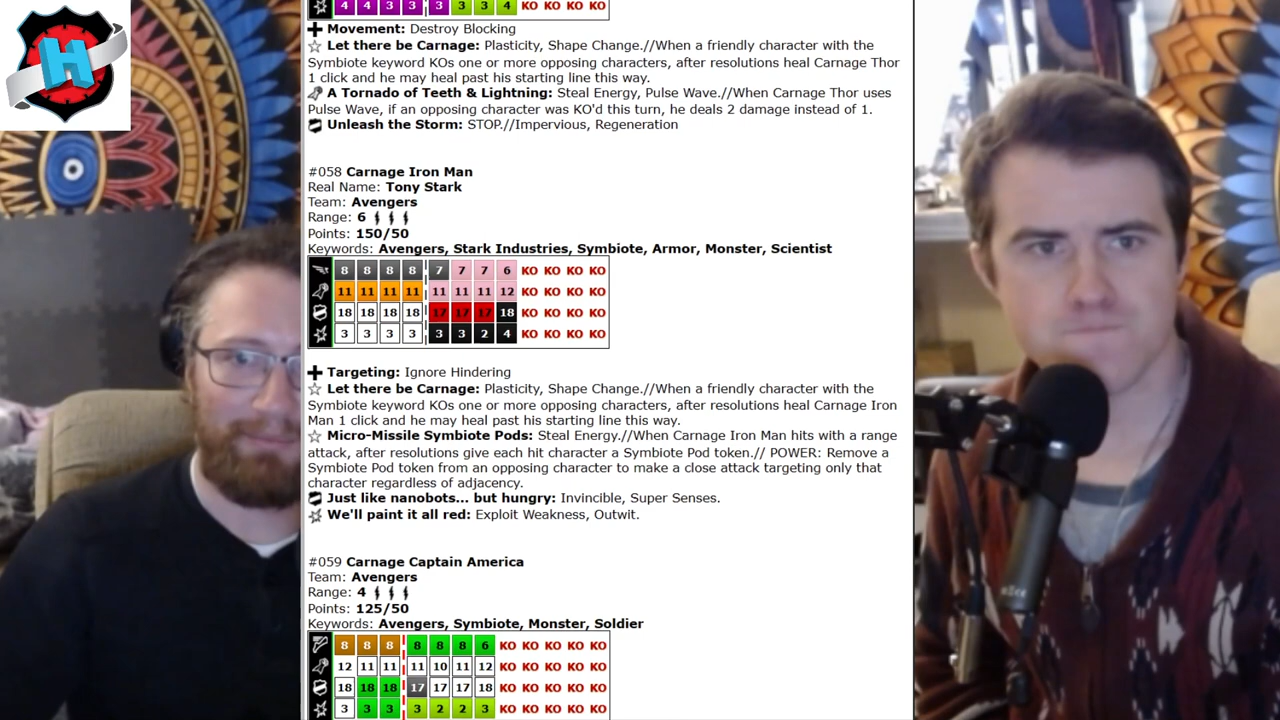 H
4 4 3 3 3 3 3 4 KO KO KO KO
Movement: Destroy Blocking
Let there be Carnage: Plasticity, Shape Change.//When a friendly character with the
Symbiote keyword KOs one or more opposing characters, after resolutions heal Carnage Thor
1 click and he may heal past his starting line this way.
A Tornado of Teeth & Lightning: Steal Energy, Pulse Wave.//When Carnage Thor uses
Pulse Wave, if an opposing character was KO'd this turn, he deals 2 damage instead of 1.
Unleash the Storm: STOP.//Impervious, Regeneration
#058 Carnage Iron Man
Real Name: Tony Stark
Team: Avengers
Range: 6
Points: 150/50
Keywords: Avengers, Stark Industries, Symbiote, Armor, Monster, Scientist
8 8 8 8 7 7 7 6 KO KO KO KO
11 11 11 11 11 11 11 12 KO KO KO KO
18 18 18 18 17 17 17 18 KO KO KO KO
3 3 3 3 3 3 2 4 KO KO KO KO
Targeting: Ignore Hindering
Let there be Carnage: Plasticity, Shape Change.//When a friendly character with the
Symbiote keyword KOs one or more opposing characters, after resolutions heal Carnage Iron
Man 1 click and he may heal past his starting line this way.
Micro-Missile Symbiote Pods: Steal Energy.//When Carnage Iron Man hits with a range
attack, after resolutions give each hit character a Symbiote Pod token.// POWER: Remove a
Symbiote Pod token from an opposing character to make a close attack targeting only that
character regardless of adjacency.
Just like nanobots... but hungry: Invincible, Super Senses.
We'll paint it all red: Exploit Weakness, Outwit.
#059 Carnage Captain America
Team: Avengers
Range: 4
Points: 125/50
Keywords: Avengers, Symbiote, Monster, Soldier
8 8 8 8 8 8 6 KO KO KO KO KO
12 11 11 11 10 11 12 KO KO KO KO KO
18 18 18 17 17 17 18 KO KO KO KO KO
3 3 3 3 2 2 3 KO KO KO KO KO